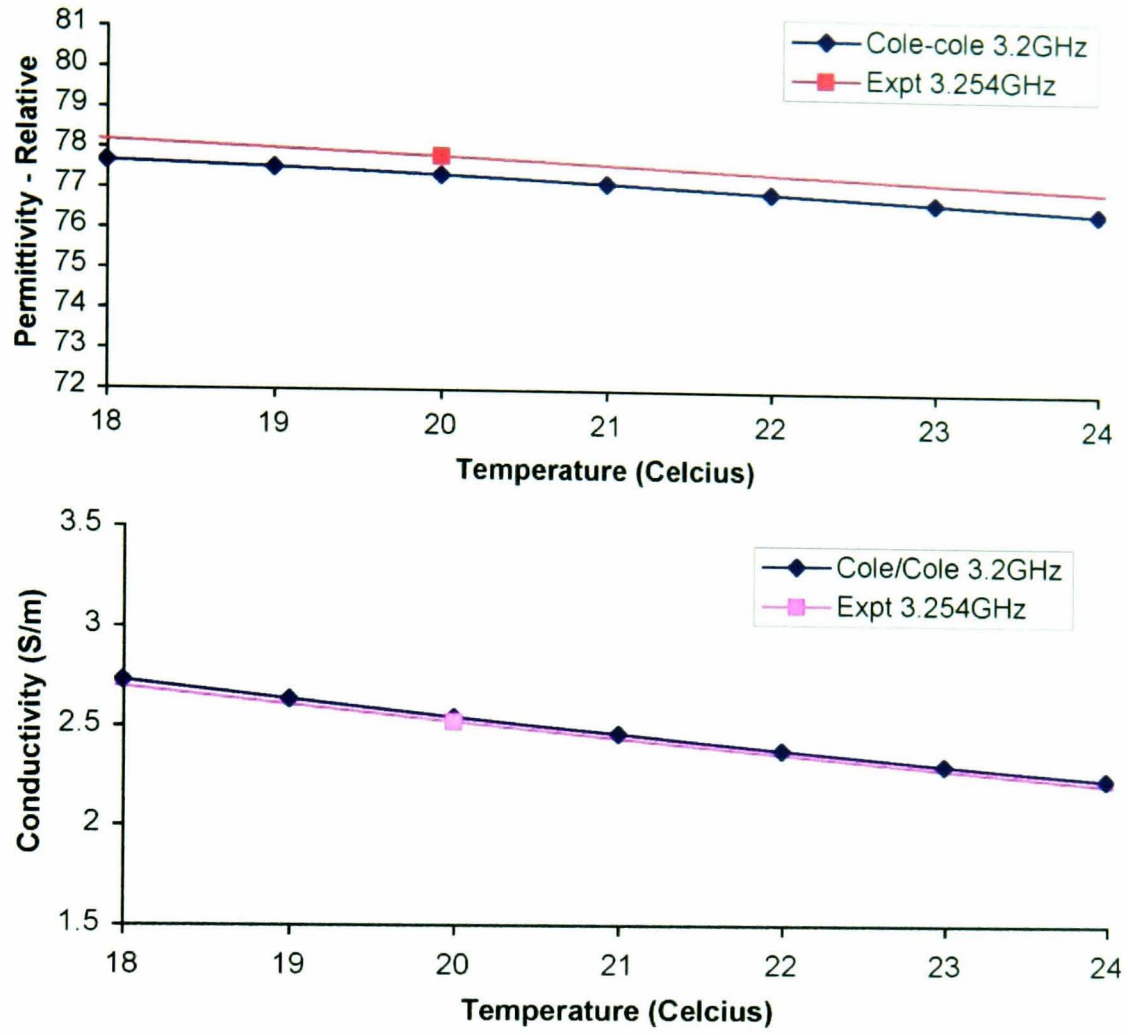 81
80
79
78
77
76
75
74
73
72
Permittivity - Relative
Cole-cole 3.2GHz
Expt 3.254GHz
18 19 20 21 22 23 24
Temperature (Celcius)
3.5
3
2.5
2
1.5
Conductivity (S/m)
Cole/Cole 3.2GHz
Expt 3.254GHz
18 19 20 21 22 23 24
Temperature (Celcius)